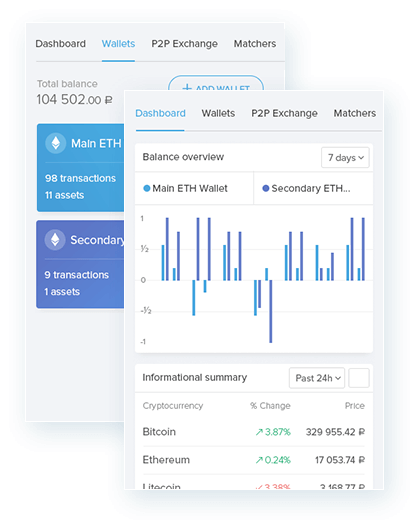 Dashboard Wallets P2P Exchange Matchers
Total balance
104 502.00 ₽
+ ADD WALLET
Main ETH
98 transactions
11 assets
Secondary
9 transactions
1 assets
Dashboard Wallets P2P Exchange Matchers
Balance overview 7 days
Main ETH Wallet Secondary ETH...
1
½
0
-½
-1
Informational summary Past 24h
Cryptocurrency % Change Price
Bitcoin ↗3.87% 329 955.42 ₽
Ethereum ↗0.24% 17 053.74 ₽
Litecoin ↙3.38% 3 168.77 ₽